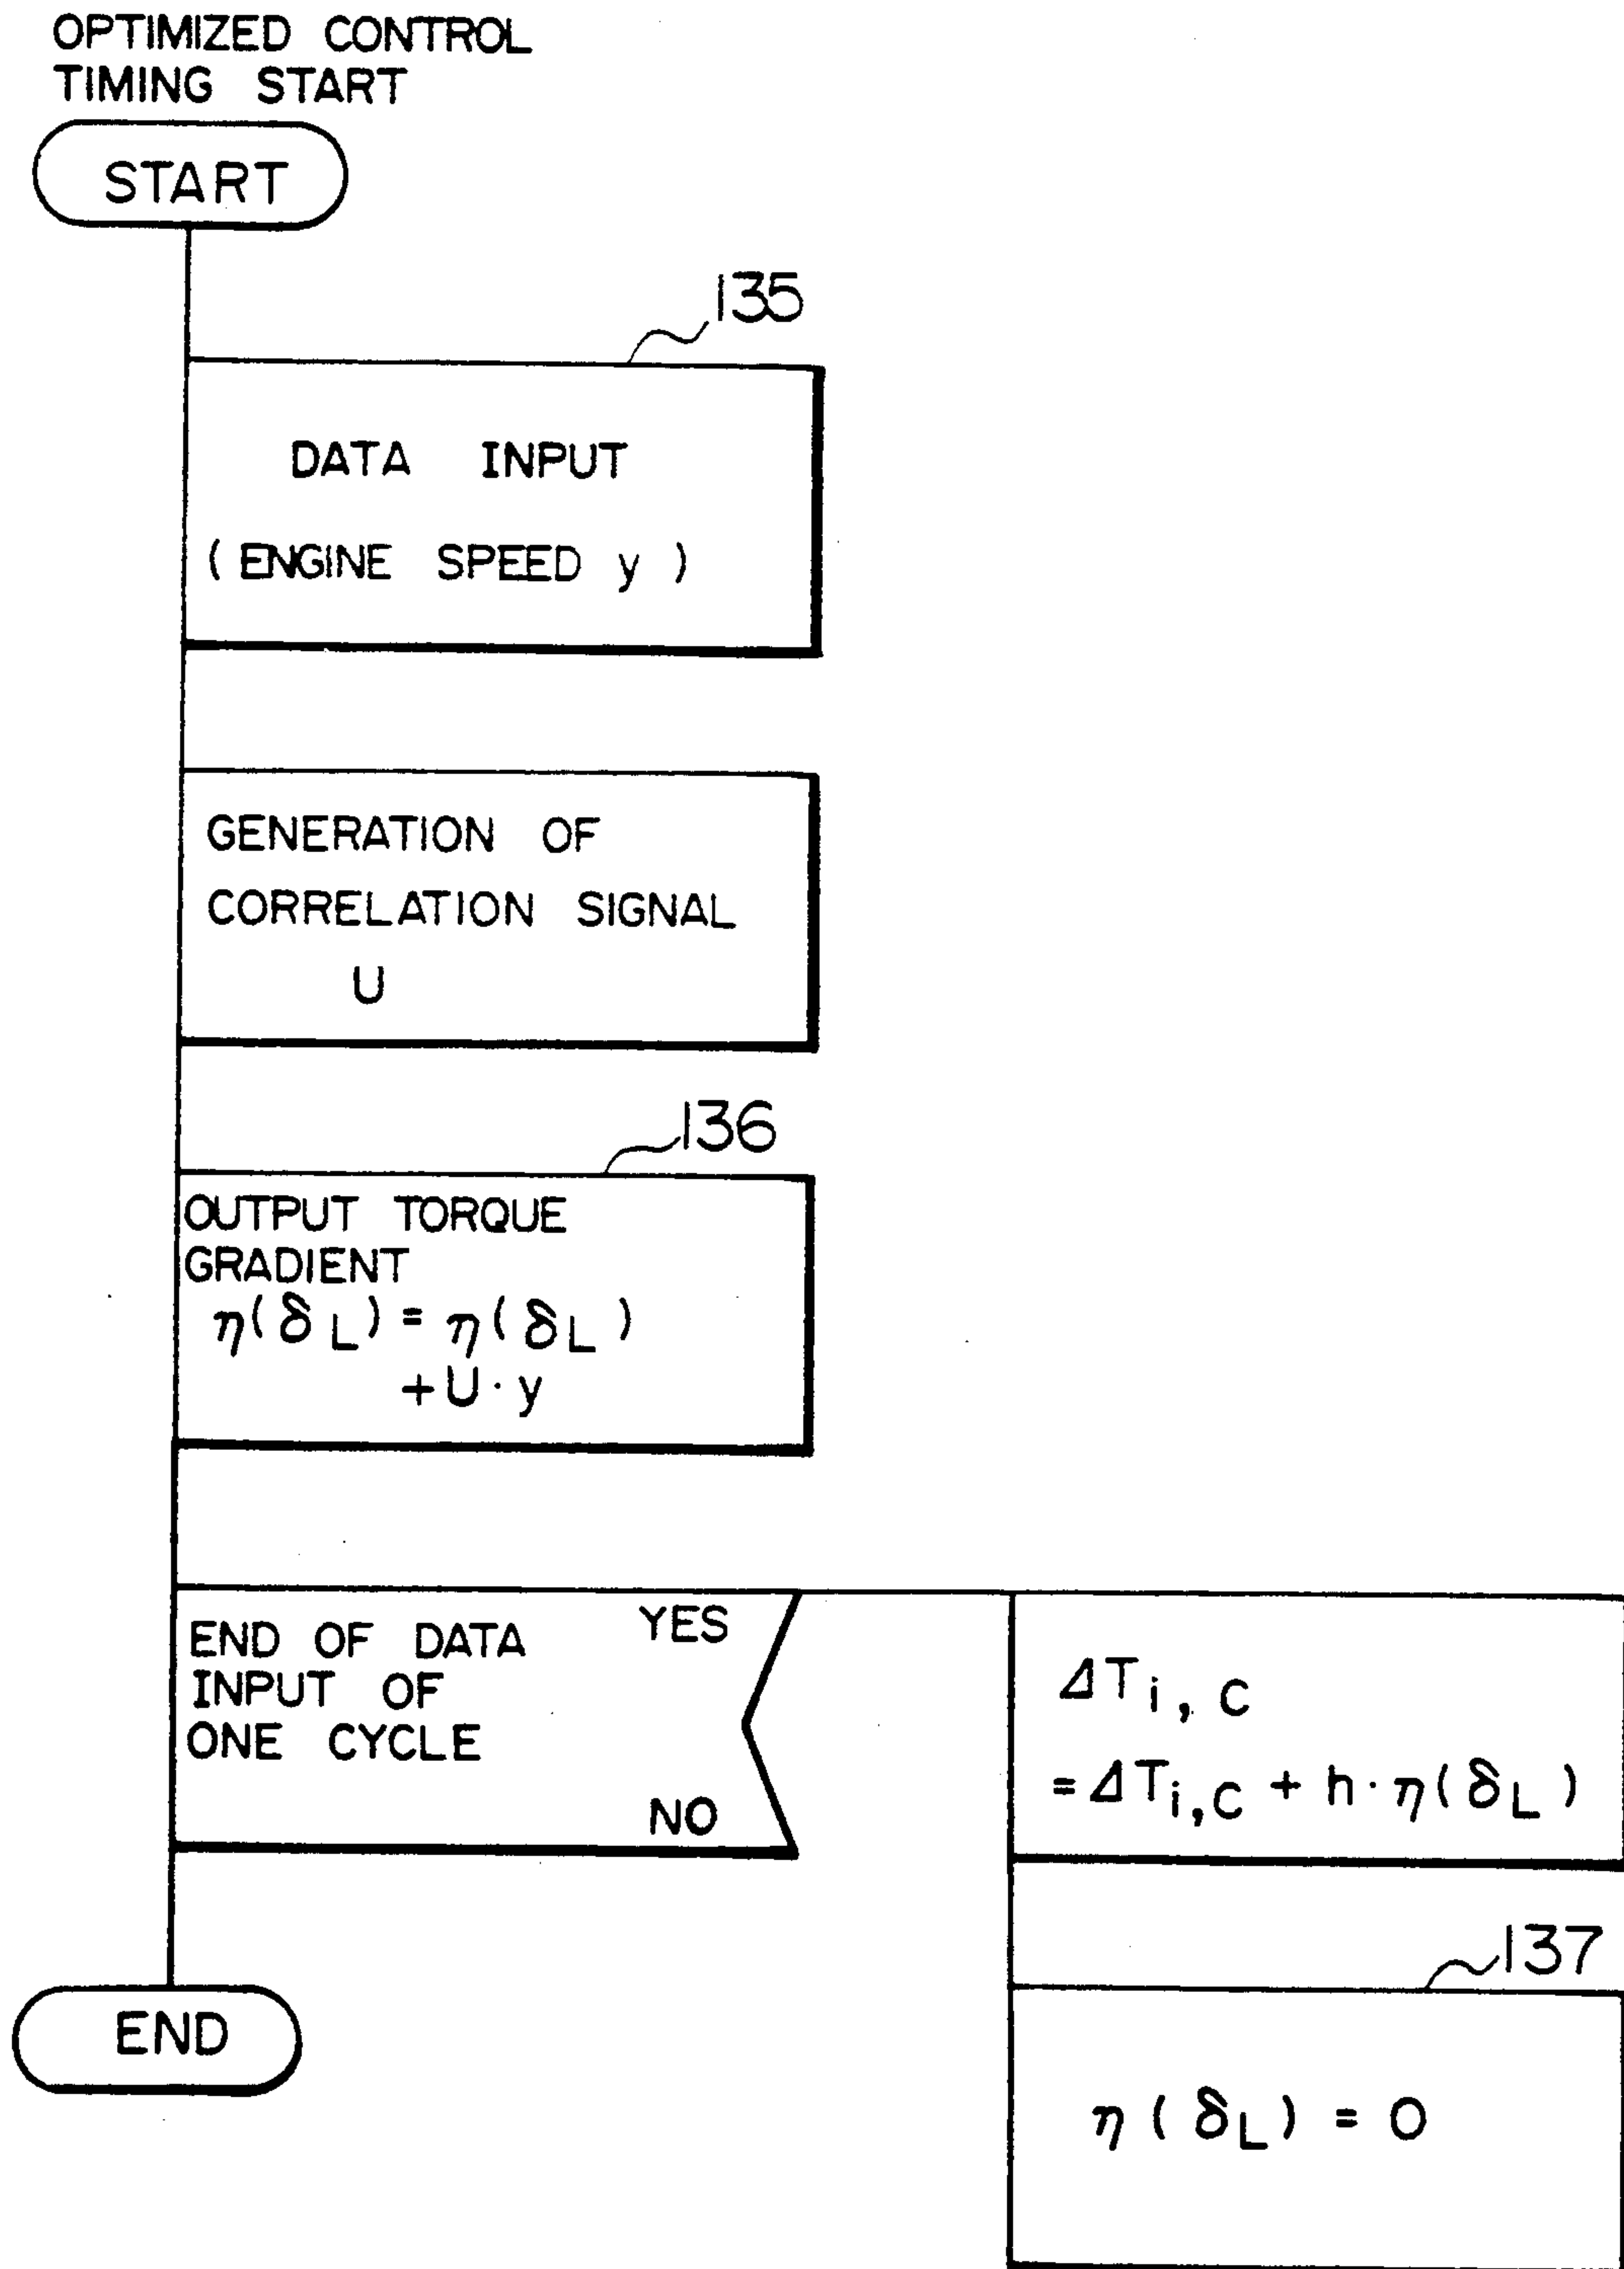 OPTIMIZED CONTROL
TIMING START
START
135
DATA INPUT
( ENGINE SPEED y )
GENERATION OF
CORRELATION SIGNAL
U
136
OUTPUT TORQUE
GRADIENT
η(δL) = η(δL)
+U·y
END OF DATA
INPUT OF
ONE CYCLE
YES
NO
ΔTi,C
=ΔTi,C + h·η(δL)
137
η(δL) = 0
END